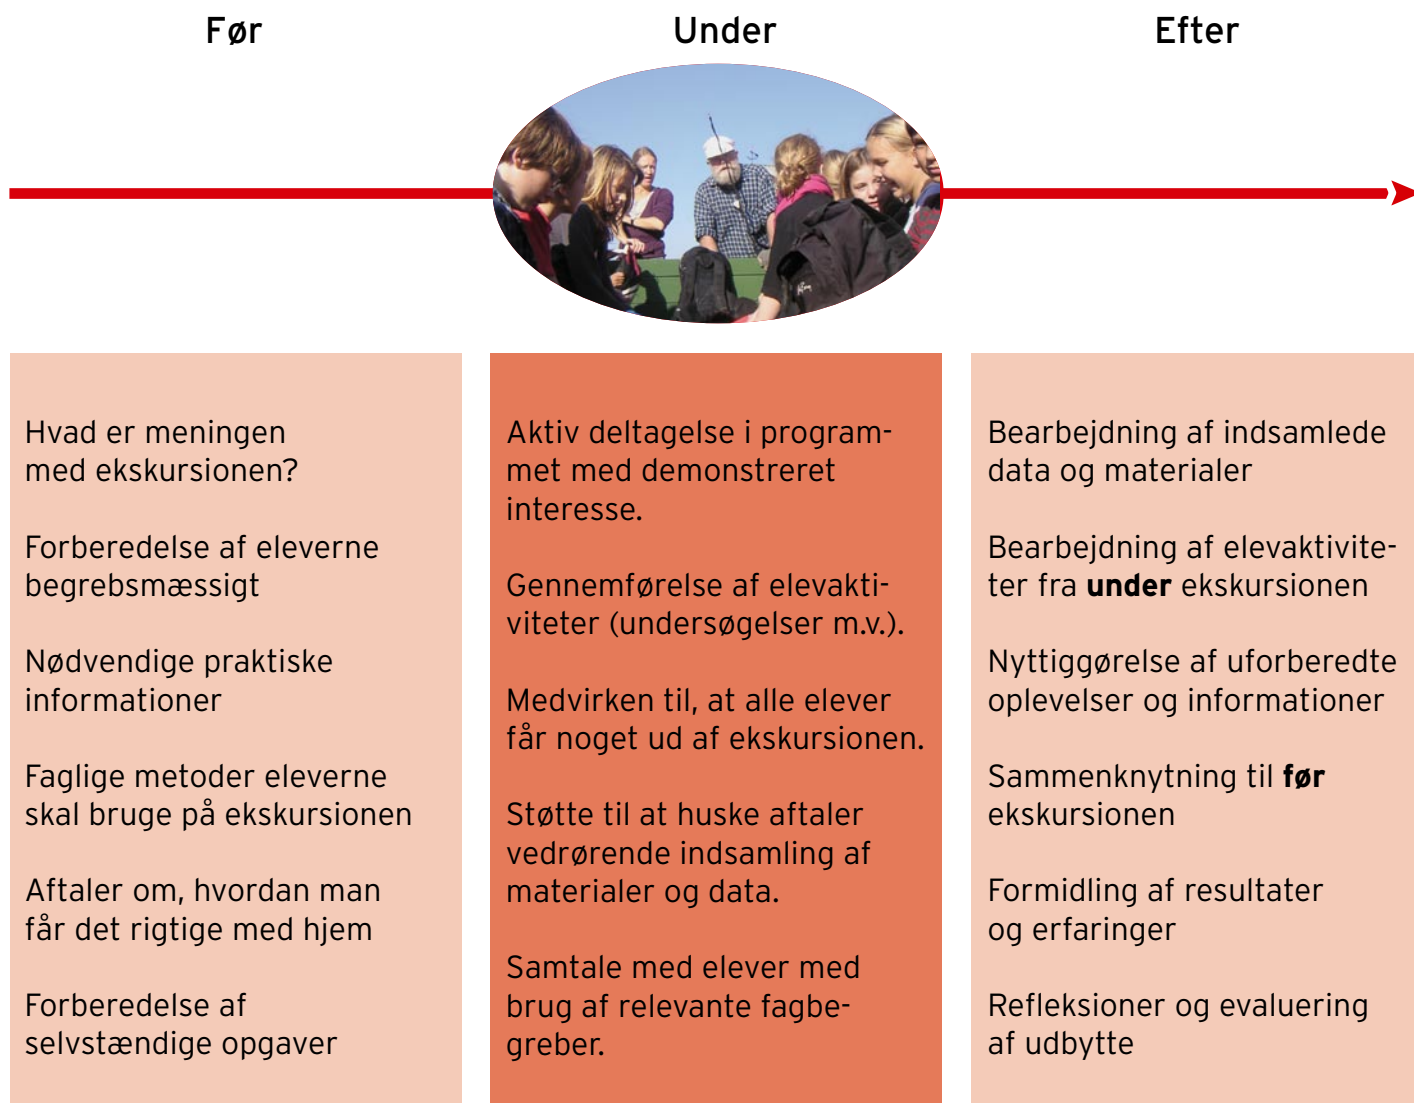 Før
Under
Efter
Hvad er meningen
med ekskursionen?
Forberedelse af eleverne
begrebsmæssigt
Nødvendige praktiske
informationer
Faglige metoder eleverne
skal bruge på ekskursionen
Aftaler om, hvordan man
får det rigtige med hjem
Forberedelse af
selvstændige opgaver
Aktiv deltagelse i program-
met med demonstreret
interesse.
Gennemførelse af elevakti-
viteter (undersøgelser m.v.).
Medvirken til, at alle elever
får noget ud af ekskursionen.
Støtte til at huske aftaler
vedrørende indsamling af
materialer og data.
Samtale med elever med
brug af relevante fagbe-
greber.
Bearbejdning af indsamlede
data og materialer
Bearbejdning af elevaktivite-
ter fra under ekskursionen
Nyttiggørelse af uforberedte
oplevelser og informationer
Sammenknytning til før
ekskursionen
Formidling af resultater
og erfaringer
Refleksioner og evaluering
af udbytte